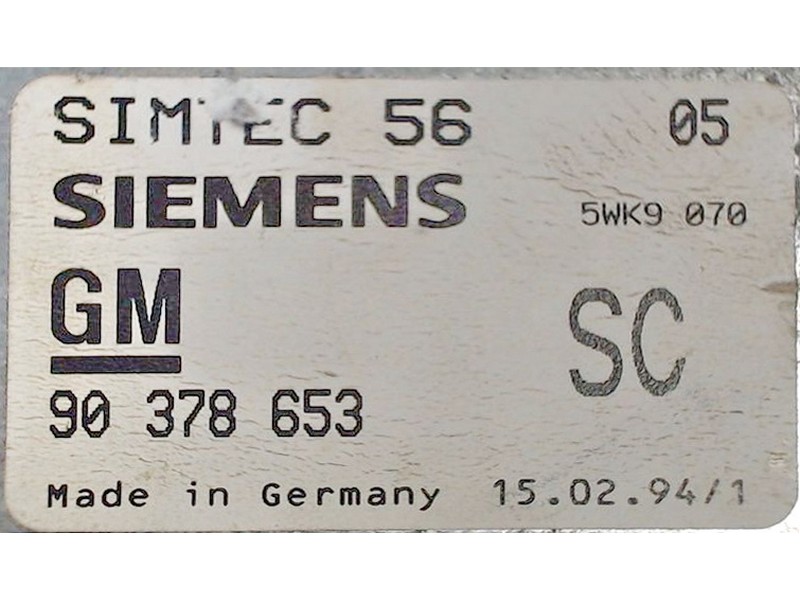 SIMTEC 56 05
SIEMENS 5WK9 070
GM SC
90 378 653
Made in Germany 15.02.94/1